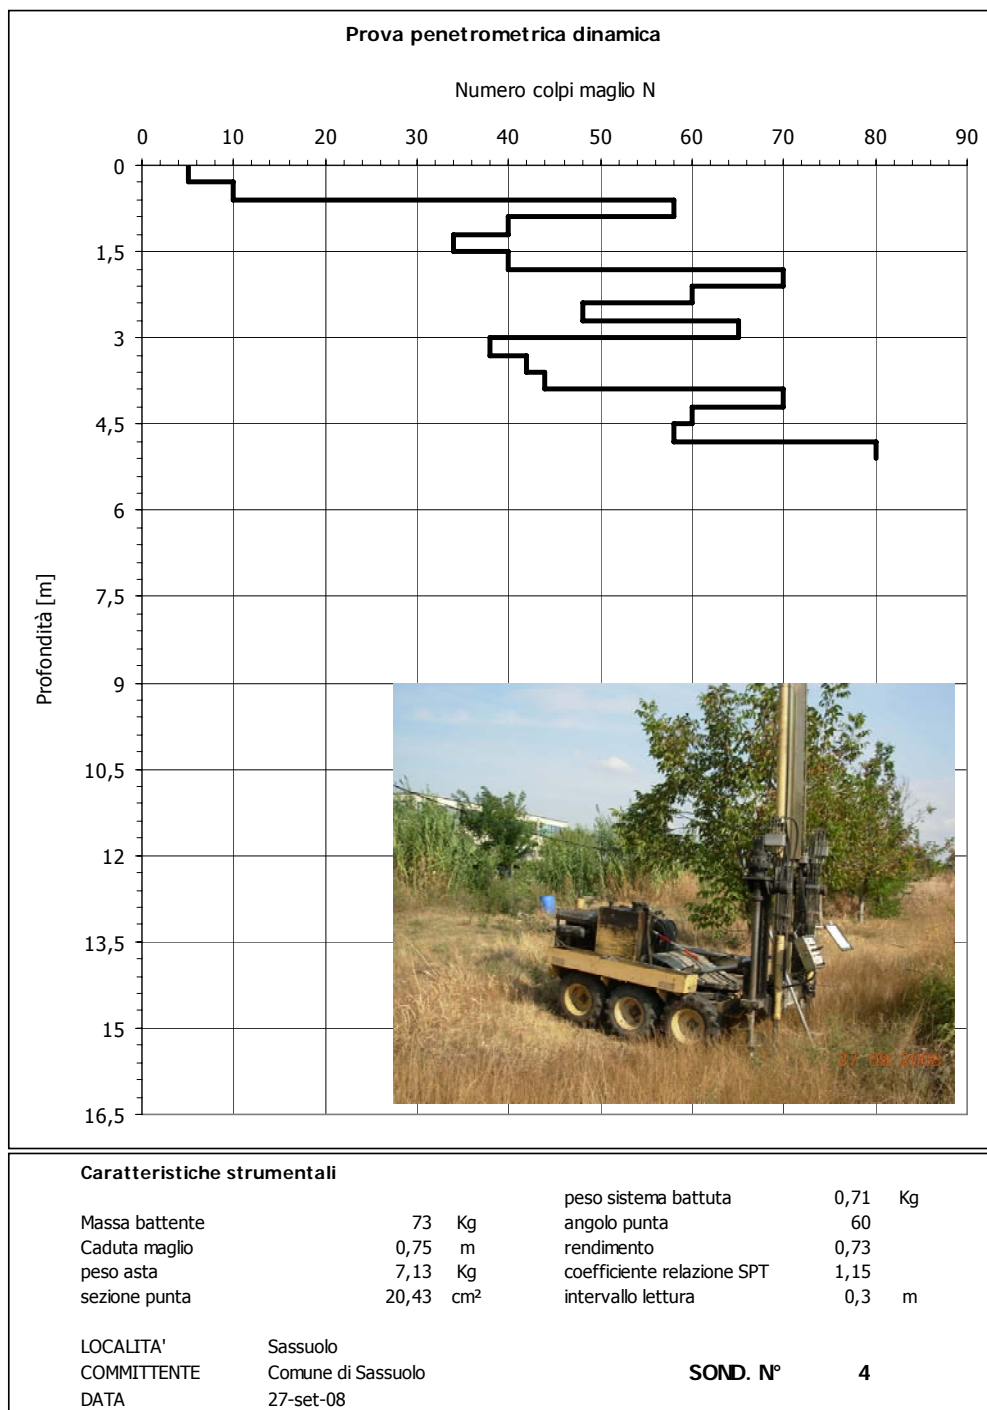 Prova penetrometrica dinamica
Numero colpi maglio N
0 10 20 30 40 50 60 70 80 90
0
1,5
3
4,5
6
7,5
9
10,5
12
13,5
15
16,5
Profondità [m]
27 09 2008
Caratteristiche strumentali
peso sistema battuta 0,71 Kg
Massa battente 73 Kg angolo punta 60
Caduta maglio 0,75 m rendimento 0,73
peso asta 7,13 Kg coefficiente relazione SPT 1,15
sezione punta 20,43 cm² intervallo lettura 0,3 m
LOCALITA' Sassuolo
COMMITTENTE Comune di Sassuolo SOND. N° 4
DATA 27-set-08